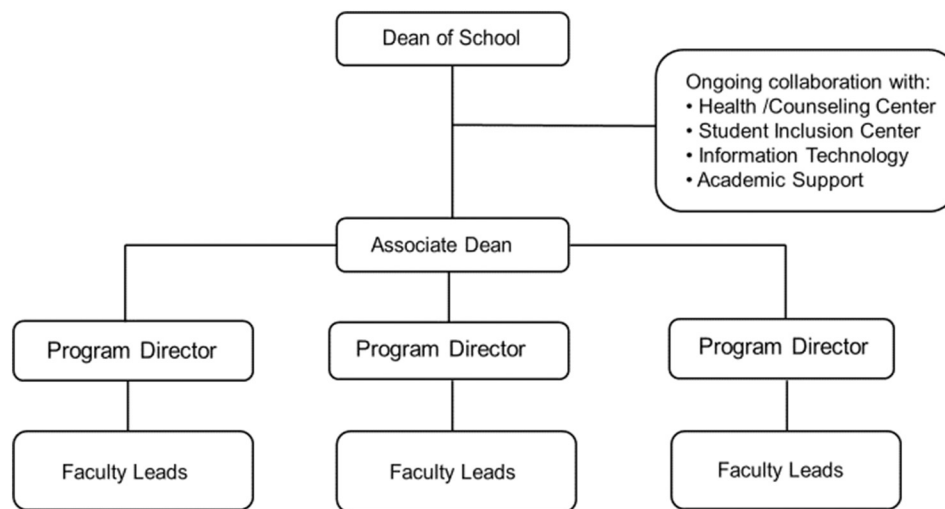 Dean of School
Ongoing collaboration with:
• Health /Counseling Center
• Student Inclusion Center
• Information Technology
• Academic Support
Associate Dean
Program Director
Program Director
Program Director
Faculty Leads
Faculty Leads
Faculty Leads